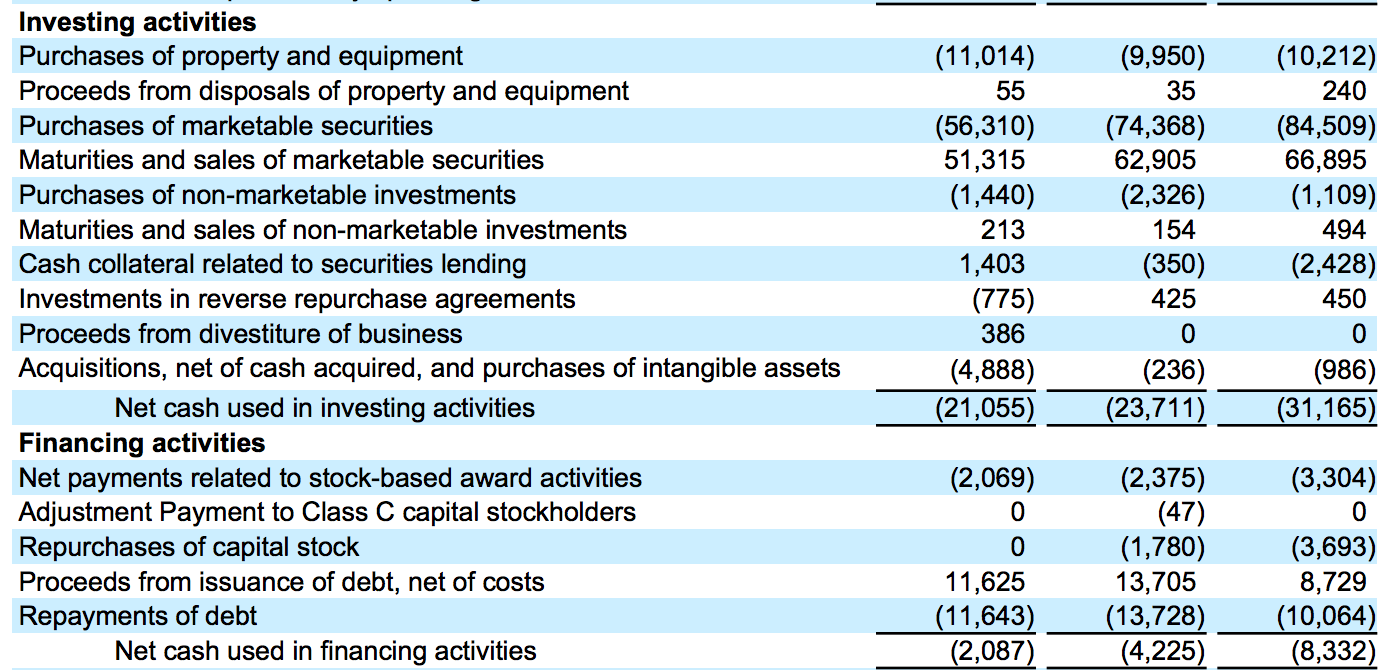 Investing activities
Purchases of property and equipment (11,014) (9,950) (10,212)
Proceeds from disposals of property and equipment 55 35 240
Purchases of marketable securities (56,310) (74,368) (84,509)
Maturities and sales of marketable securities 51,315 62,905 66,895
Purchases of non-marketable investments (1,440) (2,326) (1,109)
Maturities and sales of non-marketable investments 213 154 494
Cash collateral related to securities lending 1,403 (350) (2,428)
Investments in reverse repurchase agreements (775) 425 450
Proceeds from divestiture of business 386 0 0
Acquisitions, net of cash acquired, and purchases of intangible assets (4,888) (236) (986)
Net cash used in investing activities (21,055) (23,711) (31,165)
Financing activities
Net payments related to stock-based award activities (2,069) (2,375) (3,304)
Adjustment Payment to Class C capital stockholders 0 (47) 0
Repurchases of capital stock 0 (1,780) (3,693)
Proceeds from issuance of debt, net of costs 11,625 13,705 8,729
Repayments of debt (11,643) (13,728) (10,064)
Net cash used in financing activities (2,087) (4,225) (8,332)